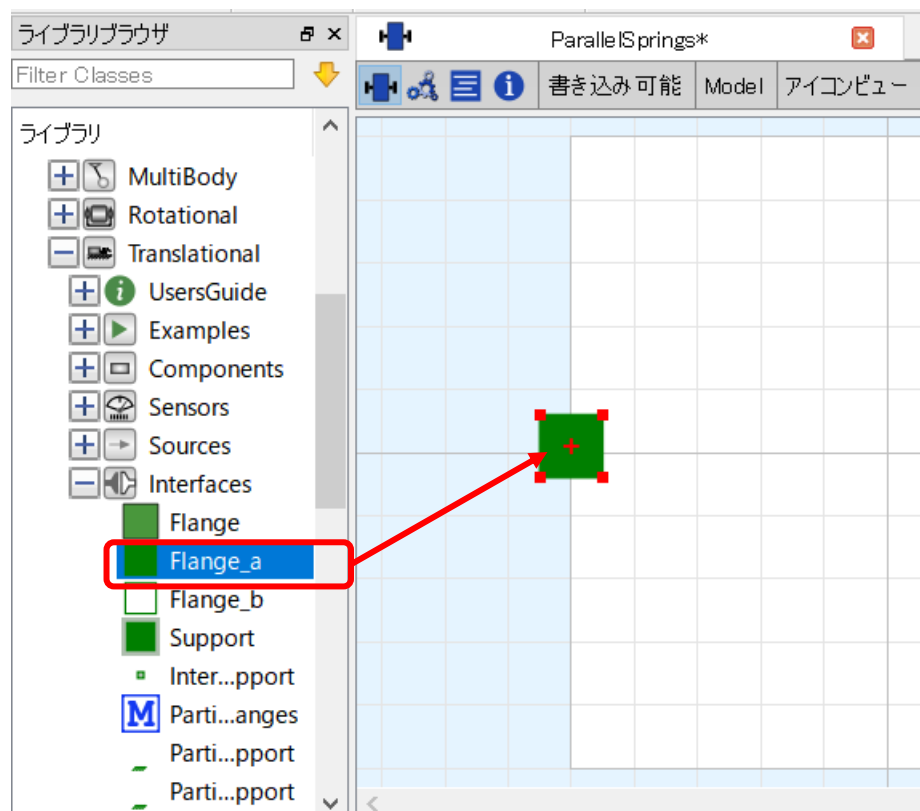 ライブラリブラウザ
ParallelSprings*
Filter Classes
書き込み可能
Model
アイコンビュー
ライブラリ
MultiBody
Rotational
Translational
UsersGuide
Examples
Components
Sensors
Sources
Interfaces
Flange
Flange_a
Flange_b
Support
Inter...pport
M
Parti...anges
Parti...pport
Parti...pport